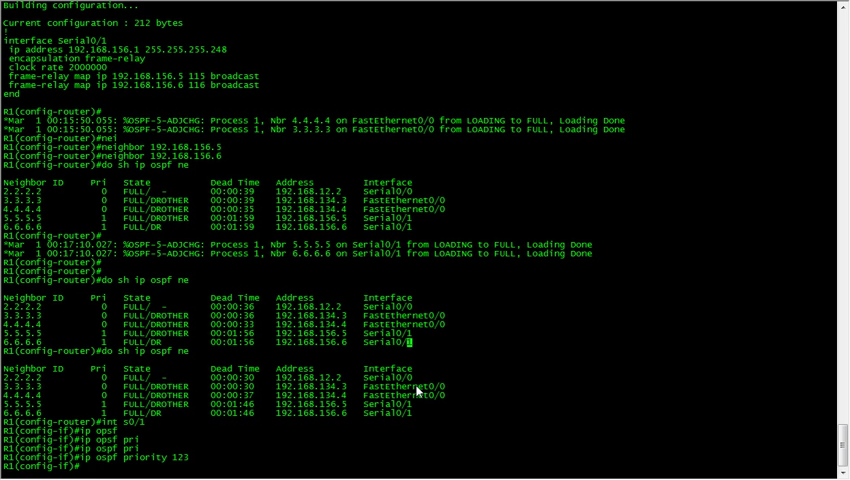 Building configuration...
Current configuration : 212 bytes
!
interface Serial0/1
ip address 192.168.156.1 255.255.255.248
encapsulation frame-relay
clock rate 2000000
frame-relay map ip 192.168.156.5 115 broadcast
frame-relay map ip 192.168.156.6 116 broadcast
end
R1(config-router)#
*Mar 1 00:15:50.055: %OSPF-5-ADJCHG: Process 1, Nbr 4.4.4.4 on FastEthernet0/0 from LOADING to FULL, Loading Done
*Mar 1 00:15:50.055: %OSPF-5-ADJCHG: Process 1, Nbr 3.3.3.3 on FastEthernet0/0 from LOADING to FULL, Loading Done
R1(config-router)#nei
R1(config-router)#neighbor 192.168.156.5
R1(config-router)#neighbor 192.168.156.6
R1(config-router)#do sh ip ospf ne
Neighbor ID Pri State Dead Time Address Interface
2.2.2.2 0 FULL/ - 00:00:39 192.168.12.2 Serial0/0
3.3.3.3 0 FULL/DROTHER 00:00:39 192.168.134.3 FastEthernet0/0
4.4.4.4 0 FULL/DROTHER 00:00:35 192.168.134.4 FastEthernet0/0
5.5.5.5 1 FULL/DROTHER 00:01:59 192.168.156.5 Serial0/1
6.6.6.6 1 FULL/DR 00:01:59 192.168.156.6 Serial0/1
R1(config-router)#
*Mar 1 00:17:10.027: %OSPF-5-ADJCHG: Process 1, Nbr 5.5.5.5 on Serial0/1 from LOADING to FULL, Loading Done
*Mar 1 00:17:10.027: %OSPF-5-ADJCHG: Process 1, Nbr 6.6.6.6 on Serial0/1 from LOADING to FULL, Loading Done
R1(config-router)#
R1(config-router)#
R1(config-router)#do sh ip ospf ne
Neighbor ID Pri State Dead Time Address Interface
2.2.2.2 0 FULL/ - 00:00:36 192.168.12.2 Serial0/0
3.3.3.3 0 FULL/DROTHER 00:00:36 192.168.134.3 FastEthernet0/0
4.4.4.4 0 FULL/DROTHER 00:00:33 192.168.134.4 FastEthernet0/0
5.5.5.5 1 FULL/DROTHER 00:01:56 192.168.156.5 Serial0/1
6.6.6.6 1 FULL/DR 00:01:56 192.168.156.6 Serial0/1
R1(config-router)#do sh ip ospf ne
Neighbor ID Pri State Dead Time Address Interface
2.2.2.2 0 FULL/ - 00:00:30 192.168.12.2 Serial0/0
3.3.3.3 0 FULL/DROTHER 00:00:30 192.168.134.3 FastEthernet0/0
4.4.4.4 0 FULL/DROTHER 00:00:37 192.168.134.4 FastEthernet0/0
5.5.5.5 1 FULL/DROTHER 00:01:46 192.168.156.5 Serial0/1
6.6.6.6 1 FULL/DR 00:01:46 192.168.156.6 Serial0/1
R1(config-router)#int s0/1
R1(config-if)#ip opsf
R1(config-if)#ip opsf pri
R1(config-if)#ip ospf pri
R1(config-if)#ip ospf priority 123
R1(config-if)#